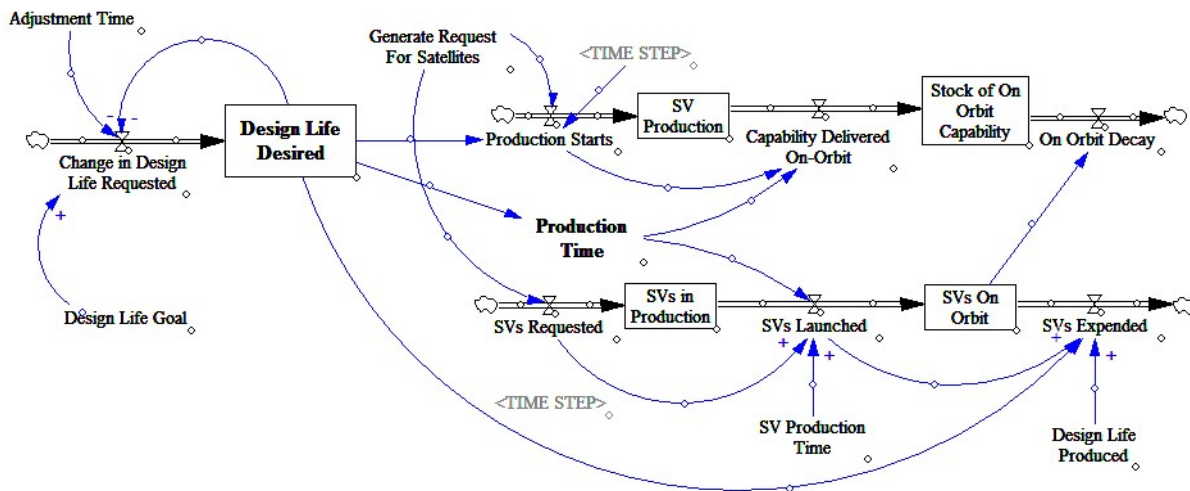 Adjustment Time
Generate Request
For Satellites
<TIME STEP>
Design Life
Desired
Change in Design
Life Requested
- -
Production Starts
SV
Production
Capability Delivered
On-Orbit
Stock of On
Orbit
Capability
On Orbit Decay
+
Production
Time
Design Life Goal
SVs Requested
SVs in
Production
SVs Launched
+ +
SVs On
Orbit
SVs Expended
+ +
<TIME STEP>
SV Production
Time
Design Life
Produced